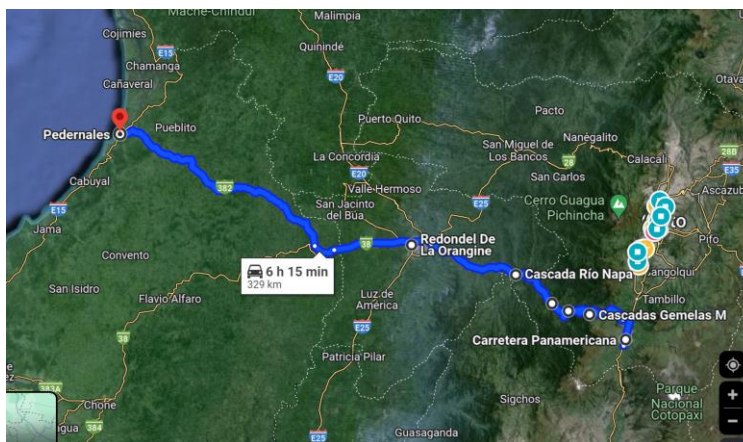 Mache-Chindul
Malimpia
Cojimíes
E15
Chamanga
Cañaveral
Quinindé
E20
Otava
Pedernales
Pueblito
Puerto Quito
Pacto
Nanegálito
San Miguel de
Los Bancos
28
Calacalí
28B
E35
La Concordia
E20
San Carlos
Ascazub
Cabuyal
382
Valle Hermoso
San Jacinto
del Búa
E25
Cerro Guagua
Pichincha
Pifo
E15
Jama
38
Redondel De
La Orangine
Convento
6 h 15 min
329 km
Cascada Río Napa
Tambillo
San Isidro
Flavio Alfaro
Luz de
América
Cascadas Gemelas M
38
E25
Carretera Panamericana
Patricia Pilar
Sigchos
Parque
Nacional
Cotopaxi
383A
Chone
384
E25
Guasaganda
+
−